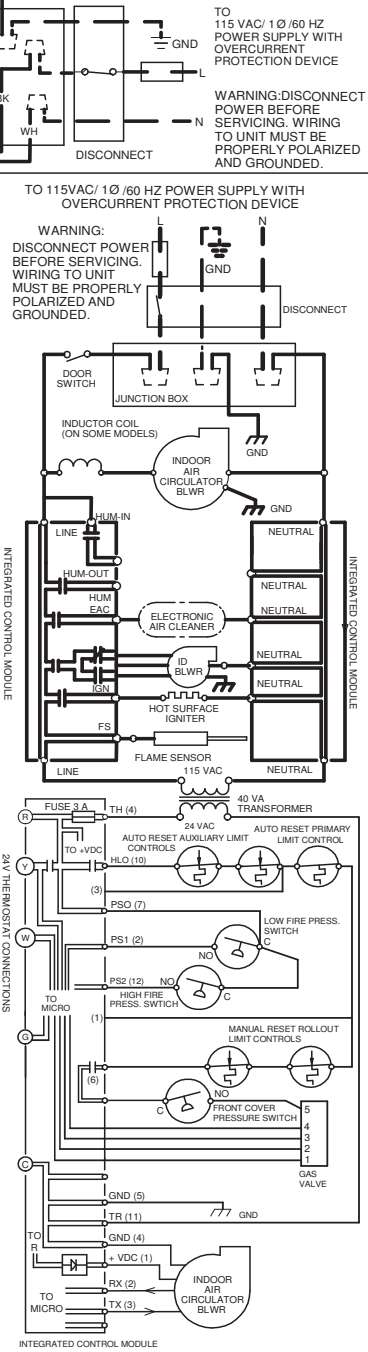 TO
115 VAC/ 1Ø /60 HZ
POWER SUPPLY WITH
OVERCURRENT
PROTECTION DEVICE
GND
L
WARNING:DISCONNECT
POWER BEFORE
SERVICING. WIRING
TO UNIT MUST BE
PROPERLY POLARIZED
AND GROUNDED.
BK
WH
N
DISCONNECT
TO 115VAC/ 1Ø /60 HZ POWER SUPPLY WITH
OVERCURRENT PROTECTION DEVICE
WARNING:
DISCONNECT POWER
BEFORE SERVICING.
WIRING TO UNIT
MUST BE PROPERLY
POLARIZED AND
GROUNDED.
L
N
GND
DISCONNECT
DOOR
SWITCH
JUNCTION BOX
GND
INDUCTOR COIL
(ON SOME MODELS)
INDOOR
AIR
CIRCULATOR
BLWR
GND
HUM-IN
LINE
NEUTRAL
HUM-OUT
HUM
NEUTRAL
EAC
ELECTRONIC
AIR CLEANER
NEUTRAL
INTEGRATED CONTROL MODULE
INTEGRATED CONTROL MODULE
ID
BLWR
NEUTRAL
IGN
HOT SURFACE
IGNITER
NEUTRAL
FS
FLAME SENSOR
LINE
115 VAC
NEUTRAL
40 VA
TRANSFORMER
24 VAC
FUSE 3 A
TH (4)
R
TO +VDC
AUTO RESET AUXILIARY LIMIT
CONTROLS
AUTO RESET PRIMARY
LIMIT CONTROL
Y
HLO (10)
(3)
PSO (7)
W
PS1 (2)
LOW FIRE PRESS.
SWITCH
NO
C
24V THERMOSTAT CONNECTIONS
PS2 (12)
NO
C
HIGH FIRE
PRESS. SWTICH
TO
MICRO
(1)
G
MANUAL RESET ROLLOUT
LIMIT CONTROLS
(6)
NO
C
FRONT COVER
PRESSURE SWITCH
5
4
3
2
1
GAS
VALVE
C
GND (5)
GND
TR (11)
TO
R
GND (4)
+ VDC (1)
RX (2)
TO
MICRO
TX (3)
INDOOR
AIR
CIRCULATOR
BLWR
INTEGRATED CONTROL MODULE